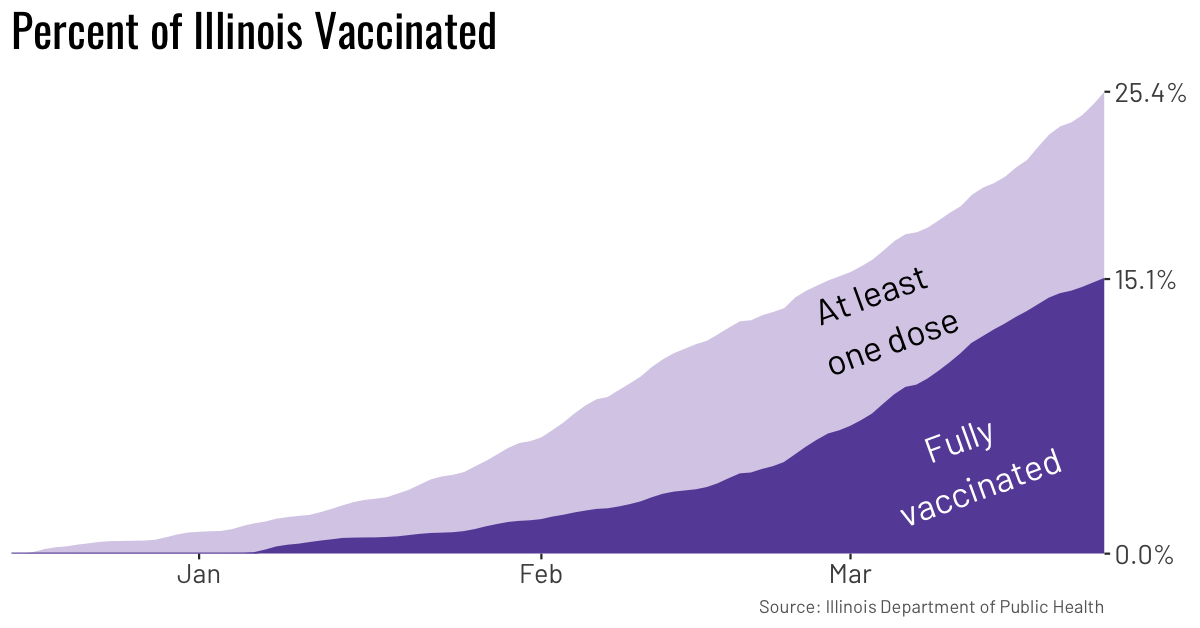 Percent of Illinois Vaccinated
25.4%
15.1%
At least
one dose
Fully
vaccinated
0.0%
Jan
Feb
Mar
Source: Illinois Department of Public Health